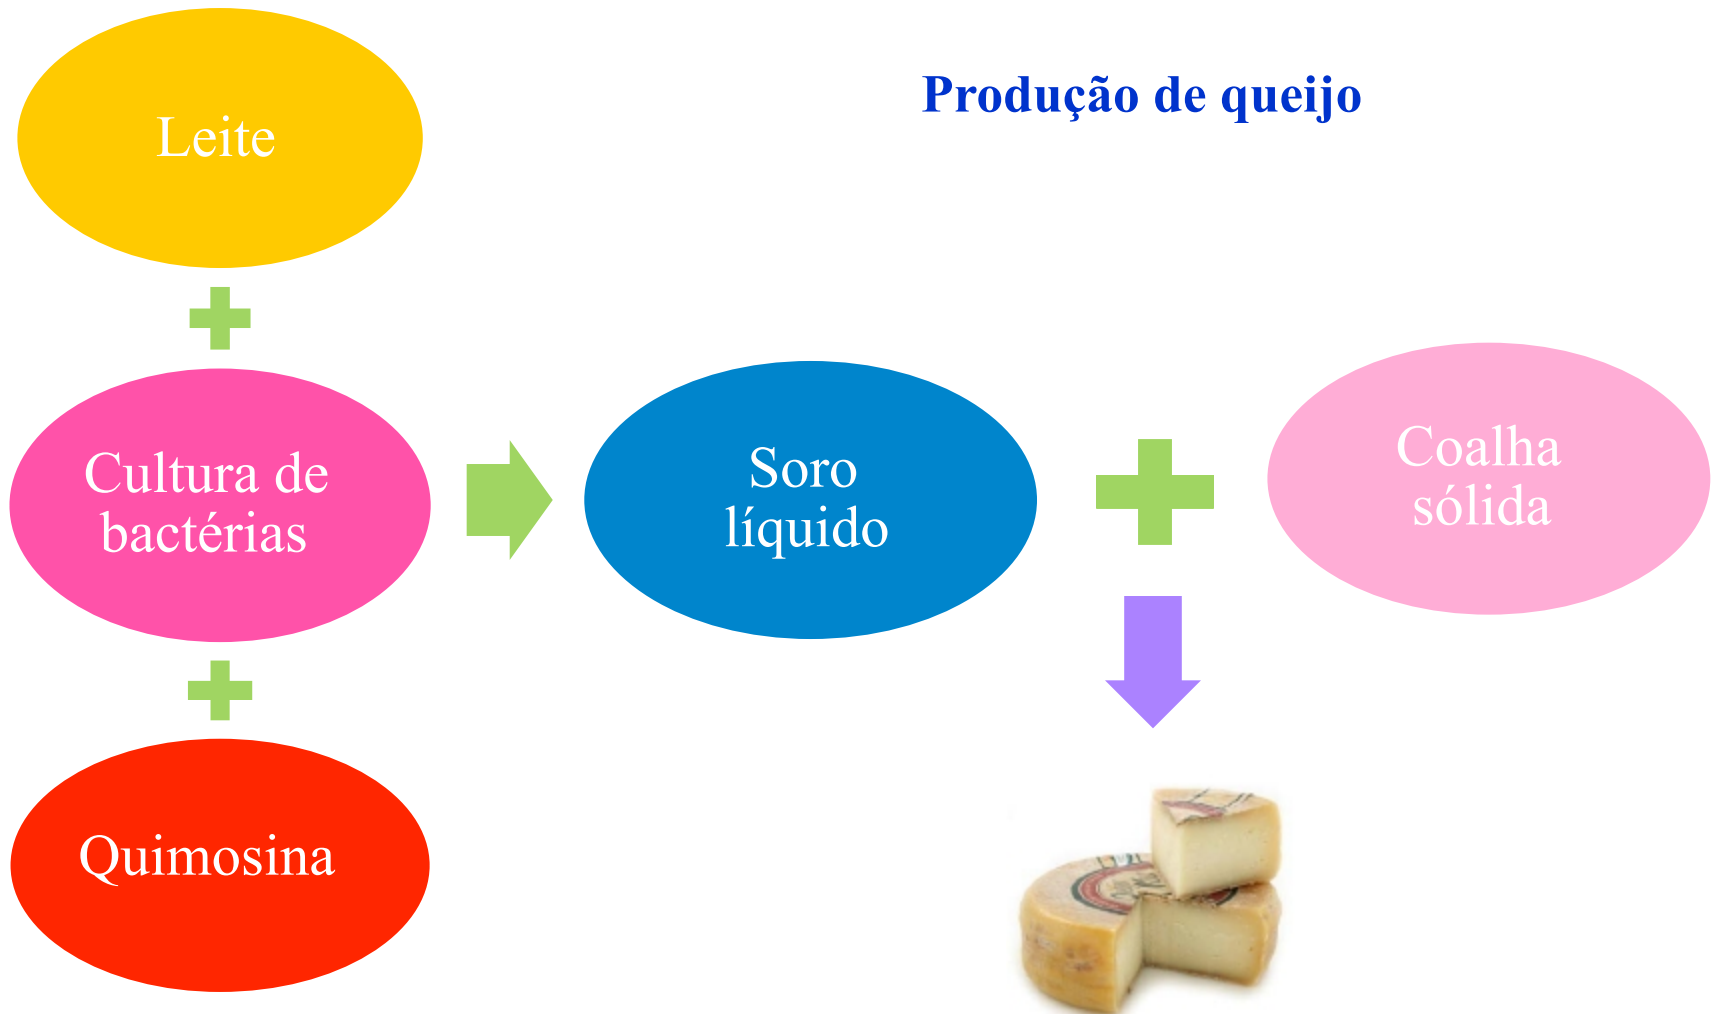 Produção de queijo
Leite
Cultura de
bactérias
Quimosina
Soro
líquido
Coalha
sólida